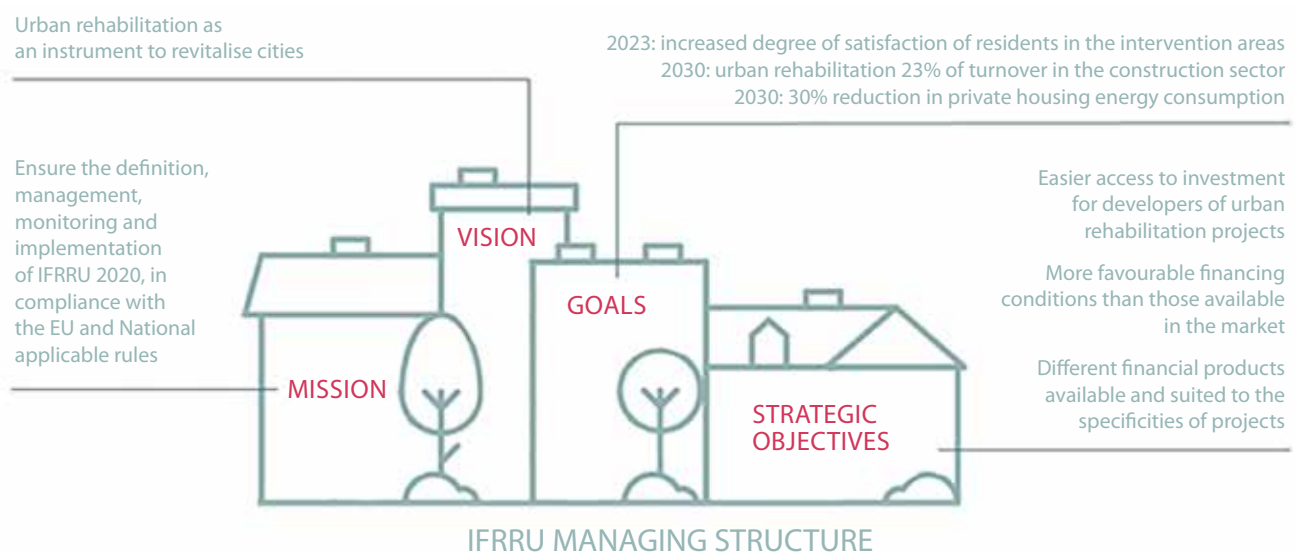 Urban rehabilitation as
an instrument to revitalise cities
2023: increased degree of satisfaction of residents in the intervention areas
2030: urban rehabilitation 23% of turnover in the construction sector
2030: 30% reduction in private housing energy consumption
Ensure the definition,
management,
monitoring and
implementation
of IFRRU 2020, in
compliance with
the EU and National
applicable rules
Easier access to investment
for developers of urban
rehabilitation projects
More favourable financing
conditions than those available
in the market
Different financial products
available and suited to the
specificities of projects
VISION
GOALS
MISSION
STRATEGIC
OBJECTIVES
IFRRU MANAGING STRUCTURE